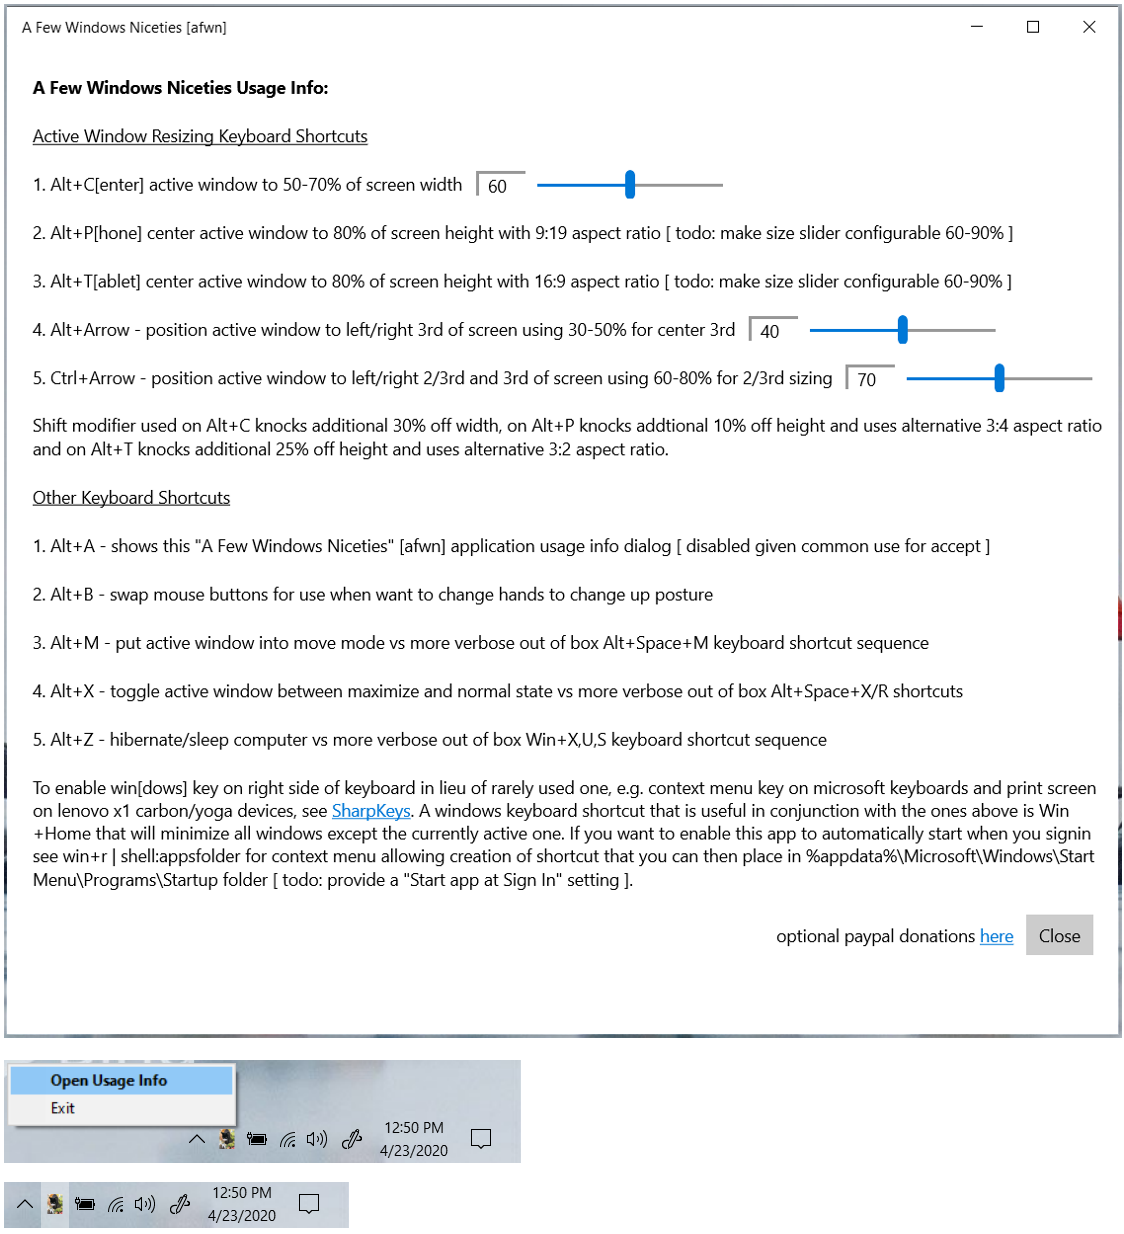 A Few Windows Niceties [afwn]
A Few Windows Niceties Usage Info:
Active Window Resizing Keyboard Shortcuts
1. Alt+C[enter] active window to 50-70% of screen width 60
2. Alt+P[hone] center active window to 80% of screen height with 9:19 aspect ratio [ todo: make size slider configurable 60-90% ]
3. Alt+T[ablet] center active window to 80% of screen height with 16:9 aspect ratio [ todo: make size slider configurable 60-90% ]
4. Alt+Arrow - position active window to left/right 3rd of screen using 30-50% for center 3rd 40
5. Ctrl+Arrow - position active window to left/right 2/3rd and 3rd of screen using 60-80% for 2/3rd sizing 70
Shift modifier used on Alt+C knocks additional 30% off width, on Alt+P knocks addtional 10% off height and uses alternative 3:4 aspect ratio
and on Alt+T knocks additional 25% off height and uses alternative 3:2 aspect ratio.
Other Keyboard Shortcuts
1. Alt+A - shows this "A Few Windows Niceties" [afwn] application usage info dialog [ disabled given common use for accept ]
2. Alt+B - swap mouse buttons for use when want to change hands to change up posture
3. Alt+M - put active window into move mode vs more verbose out of box Alt+Space+M keyboard shortcut sequence
4. Alt+X - toggle active window between maximize and normal state vs more verbose out of box Alt+Space+X/R shortcuts
5. Alt+Z - hibernate/sleep computer vs more verbose out of box Win+X,U,S keyboard shortcut sequence
To enable win[dows] key on right side of keyboard in lieu of rarely used one, e.g. context menu key on microsoft keyboards and print screen
on lenovo x1 carbon/yoga devices, see SharpKeys. A windows keyboard shortcut that is useful in conjunction with the ones above is Win
+Home that will minimize all windows except the currently active one. If you want to enable this app to automatically start when you signin
see win+r | shell:appsfolder for context menu allowing creation of shortcut that you can then place in %appdata%\Microsoft\Windows\Start
Menu\Programs\Startup folder [ todo: provide a "Start app at Sign In" setting ].
optional paypal donations here Close
Open Usage Info
Exit
12:50 PM
4/23/2020
12:50 PM
4/23/2020